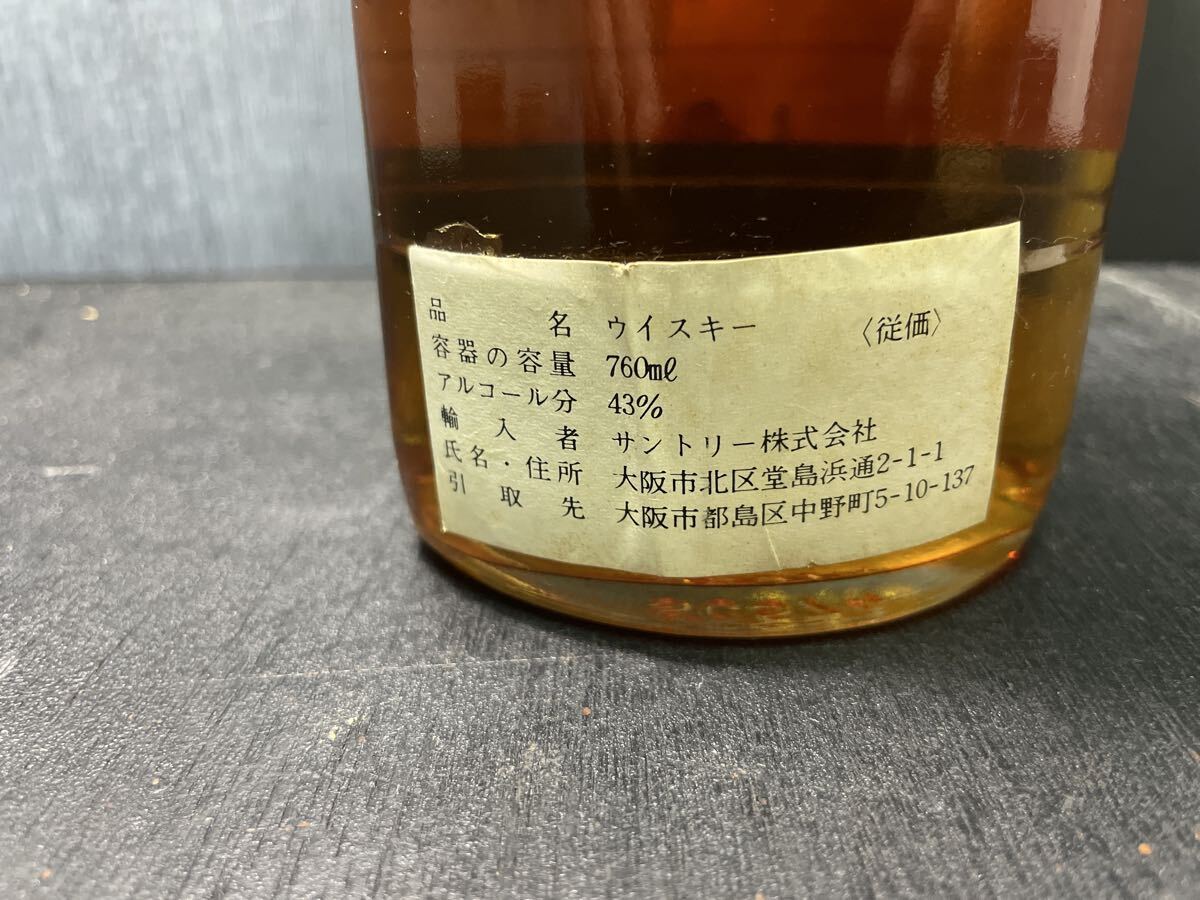 品名 ウイスキー 〈従価〉
容器の容量 760mℓ
アルコール分 43%
輸入者 サントリー株式会社
氏名・住所 大阪市北区堂島浜通2-1-1
引取先 大阪市都島区中野町5-10-137